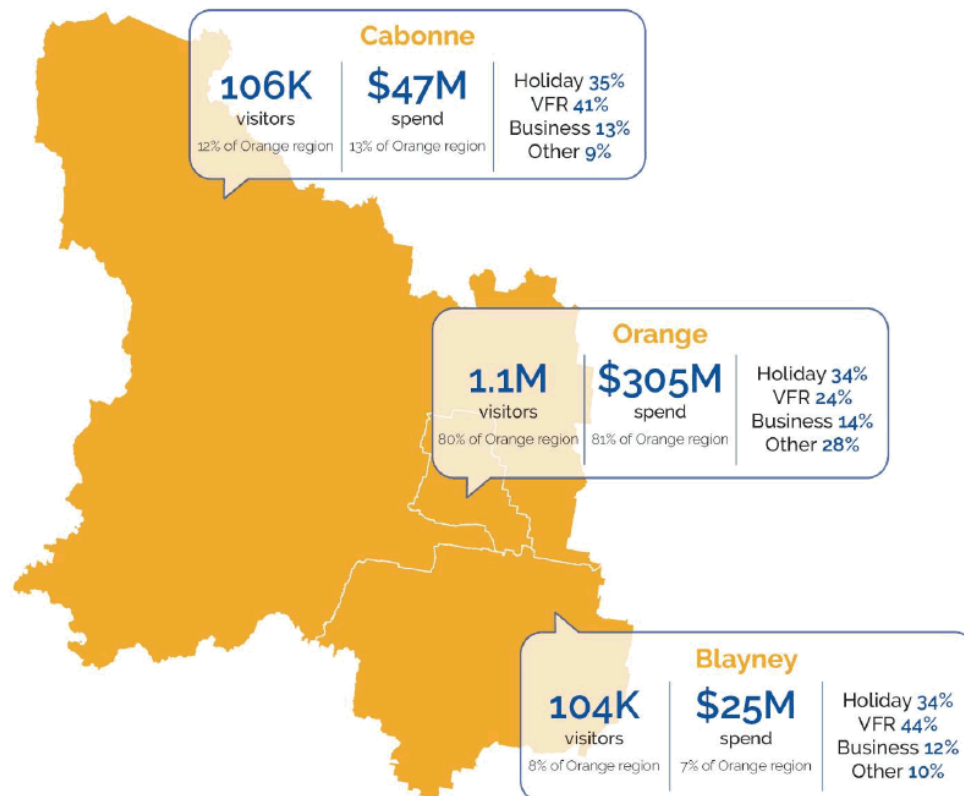 Cabonne
106K
visitors
12% of Orange region
$47M
spend
13% of Orange region
Holiday 35%
VFR 41%
Business 13%
Other 9%
Orange
1.1M
visitors
80% of Orange region
$305M
spend
81% of Orange region
Holiday 34%
VFR 24%
Business 14%
Other 28%
Blayney
104K
visitors
8% of Orange region
$25M
spend
7% of Orange region
Holiday 34%
VFR 44%
Business 12%
Other 10%